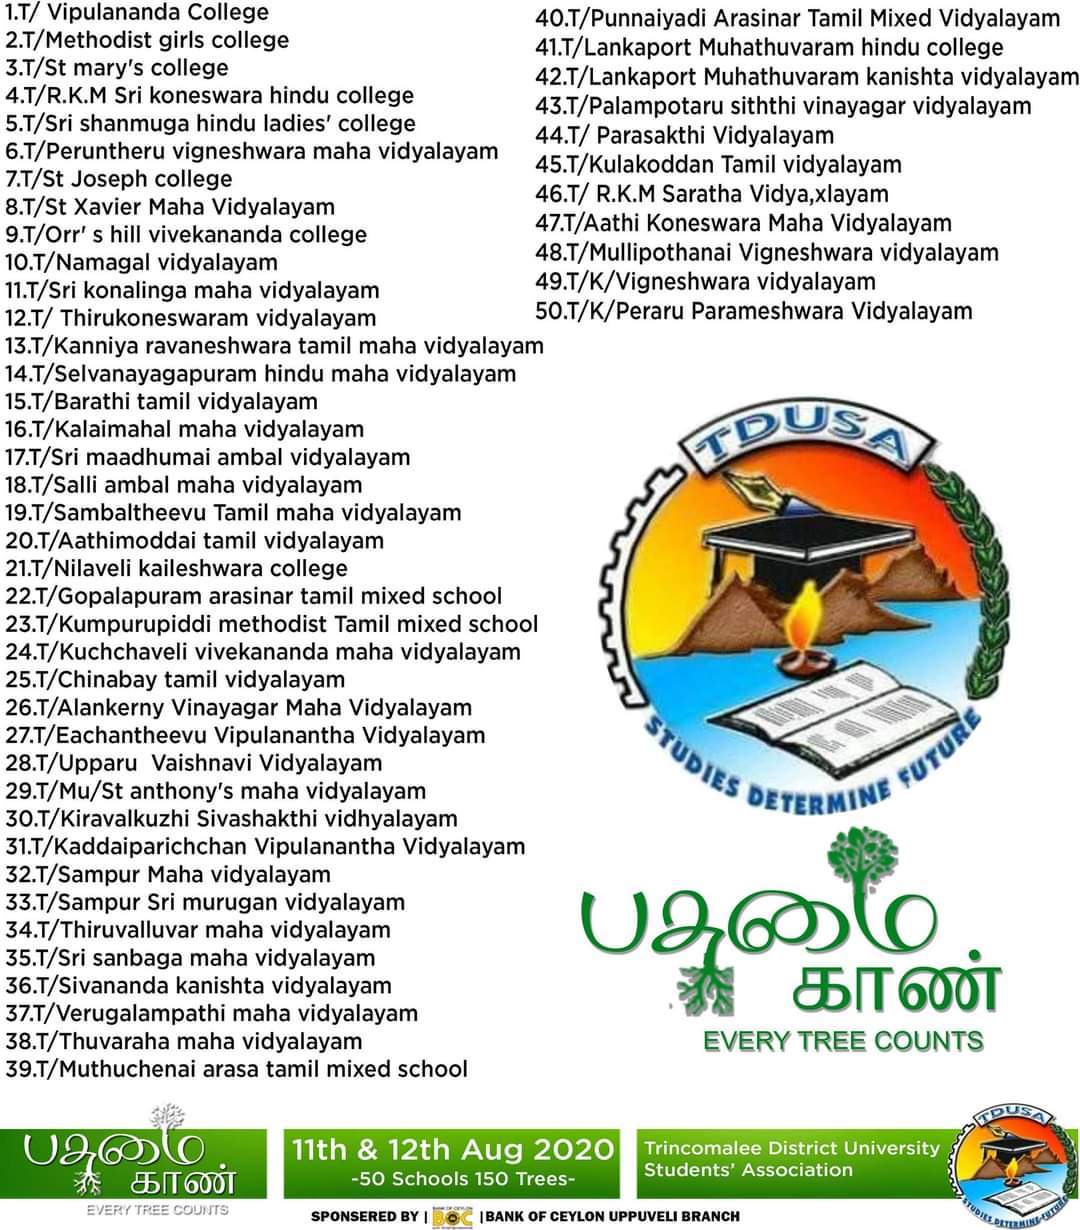 1.T/ Vipulananda College
2.T/Methodist girls college
3.T/St mary's college
4.T/R.K.M Sri koneswara hindu college
5.T/Sri shanmuga hindu ladies' college
6.T/Peruntheru vigneshwara maha vidyalayam
7.T/St Joseph college
8.T/St Xavier Maha Vidyalayam
9.T/Orr' s hill vivekananda college
10.T/Namagal vidyalayam
11.T/Sri konalinga maha vidyalayam
12.T/ Thirukoneswaram vidyalayam
13.T/Kanniya ravaneshwara tamil maha vidyalayam
14.T/Selvanayagapuram hindu maha vidyalayam
15.T/Barathi tamil vidyalayam
16.T/Kalaimahal maha vidyalayam
17.T/Sri maadhumai ambal vidyalayam
18.T/Salli ambal maha vidyalayam
19.T/Sambaltheevu Tamil maha vidyalayam
20.T/Aathimoddai tamil vidyalayam
21.T/Nilaveli kaileshwara college
22.T/Gopalapuram arasinar tamil mixed school
23.T/Kumpurupiddi methodist Tamil mixed school
24.T/Kuchchaveli vivekananda maha vidyalayam
25.T/Chinabay tamil vidyalayam
26.T/Alankerny Vinayagar Maha Vidyalayam
27.T/Eachantheevu Vipulanantha Vidyalayam
28.T/Upparu  Vaishnavi Vidyalayam
29.T/Mu/St anthony's maha vidyalayam
30.T/Kiravalkuzhi Sivashakthi vidhyalayam
31.T/Kaddaiparichchan Vipulanantha Vidyalayam
32.T/Sampur Maha vidyalayam
33.T/Sampur Sri murugan vidyalayam
34.T/Thiruvalluvar maha vidyalayam
35.T/Sri sanbaga maha vidyalayam
36.T/Sivananda kanishta vidyalayam
37.T/Verugalampathi maha vidyalayam
38.T/Thuvaraha maha vidyalayam
39.T/Muthuchenai arasa tamil mixed school
40.T/Punnaiyadi Arasinar Tamil Mixed Vidyalayam
41.T/Lankaport Muhathuvaram hindu college
42.T/Lankaport Muhathuvaram kanishta vidyalayam
43.T/Palampotaru siththi vinayagar vidyalayam
44.T/ Parasakthi Vidyalayam
45.T/Kulakoddan Tamil vidyalayam
46.T/ R.K.M Saratha Vidya,xlayam
47.T/Aathi Koneswara Maha Vidyalayam
48.T/Mullipothanai Vigneshwara vidyalayam
49.T/K/Vigneshwara vidyalayam
50.T/K/Peraru Parameshwara Vidyalayam
TDUSA
STUDIES DETERMINE FUTURE
பசுமை
காண்
EVERY TREE COUNTS
பசுமை
காண்
EVERY TREE COUNTS
11th & 12th Aug 2020
-50 Schools 150 Trees-
Trincomalee District University
Students' Association
TDUSA
STUDIES DETERMINE FUTURE
SPONSERED BY | BANK OF CEYLON BOC | BANK OF CEYLON UPPUVELI BRANCH